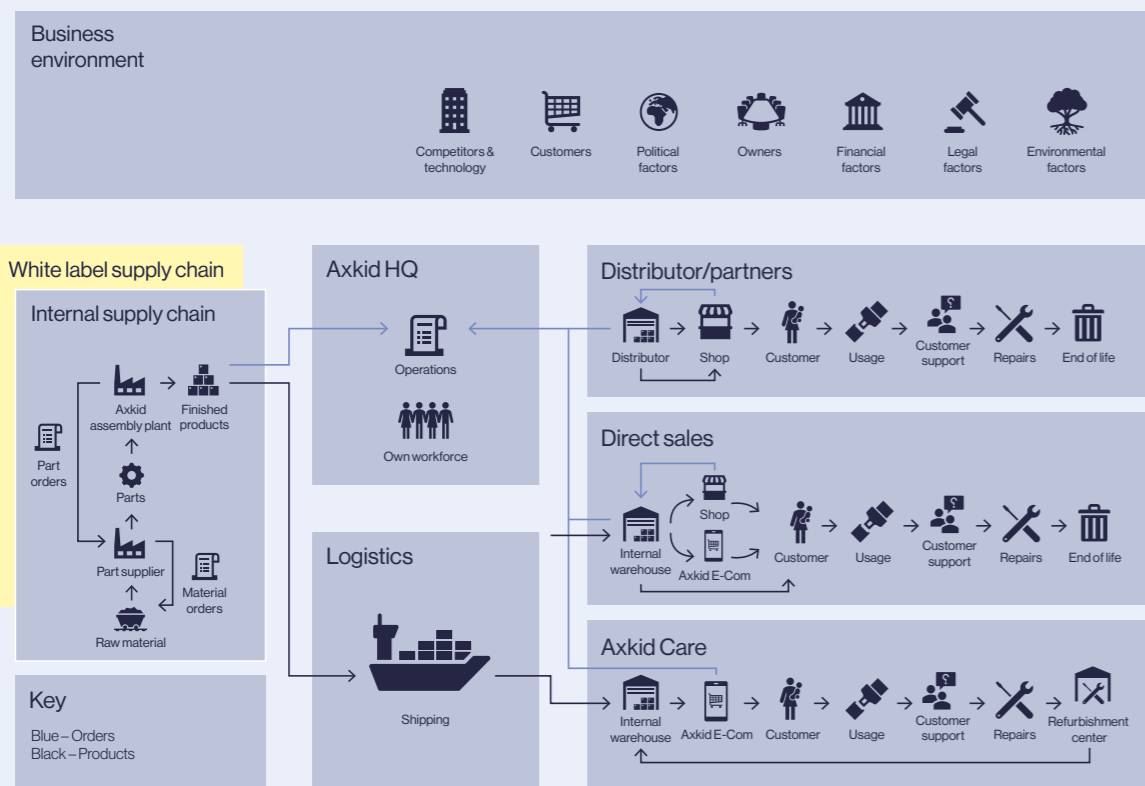 Business
environment
Competitors &
technology
Customers
Political
factors
Owners
Financial
factors
Legal
factors
Environmental
factors
White label supply chain
Internal supply chain
Axkid
assembly plant
Finished
products
Part
orders
Parts
Part supplier
Material
orders
Raw material
Key
Blue – Orders
Black – Products
Axkid HQ
Operations
Own workforce
Logistics
Shipping
Distributor/partners
Distributor
Shop
Customer
Usage
Customer
support
Repairs
End of life
Direct sales
Internal
warehouse
Shop
Axkid E-Com
Customer
Usage
Customer
support
Repairs
End of life
Axkid Care
Internal
warehouse
Axkid E-Com
Customer
Usage
Customer
support
Repairs
Refurbishment
center